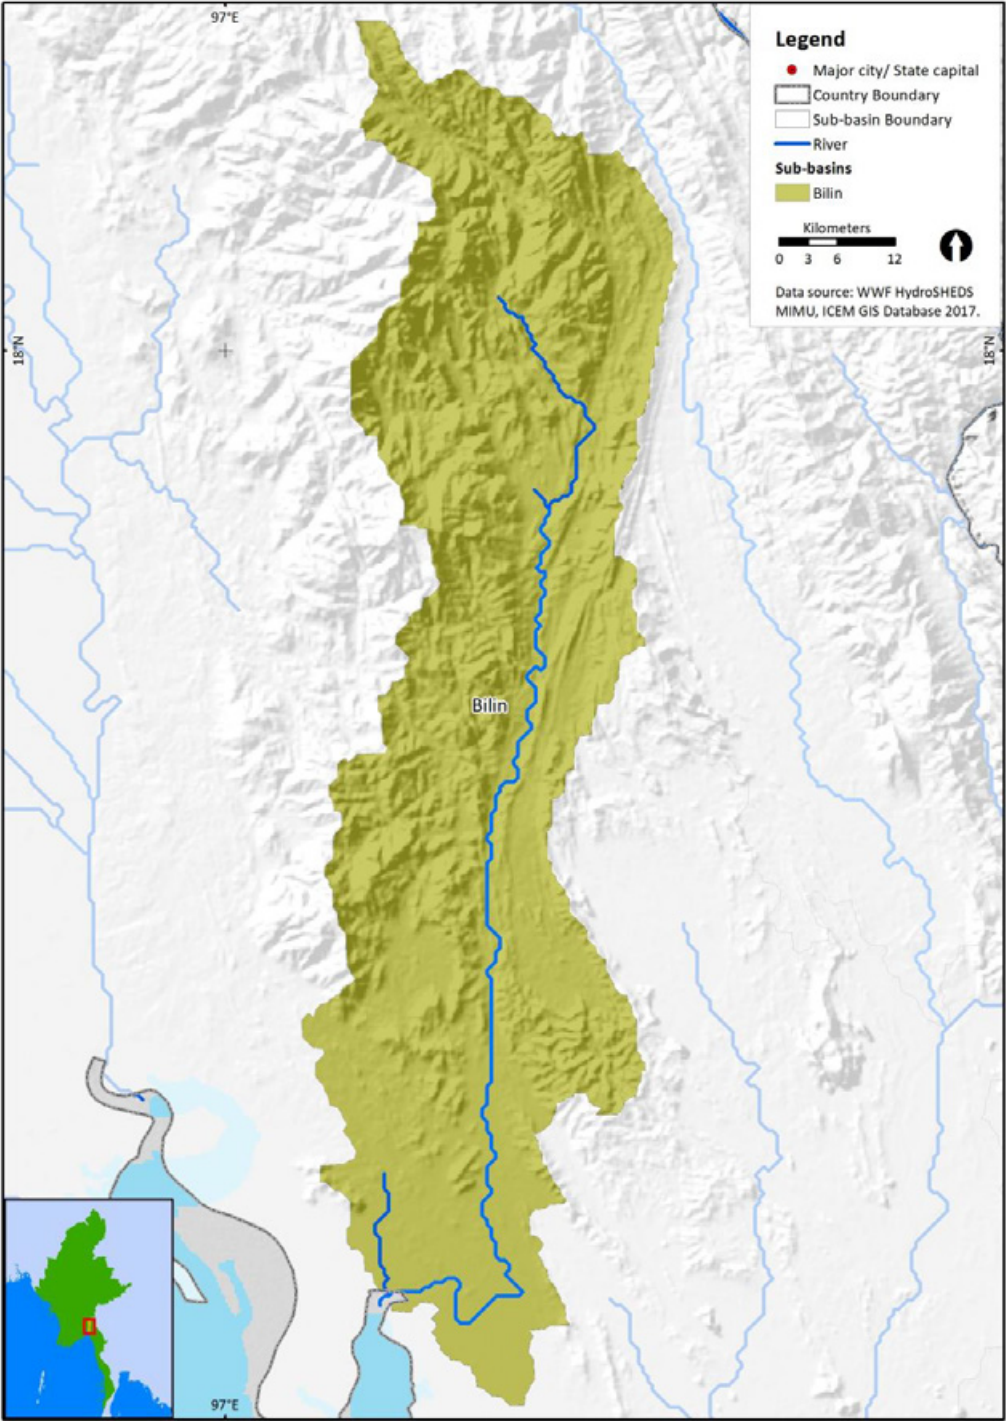 97°E
Legend
Major city/ State capital
Country Boundary
Sub-basin Boundary
River
Sub-basins
Bilin
Kilometers
0 3 6 12
Data source: WWF HydroSHEDS
MIMU, ICEM GIS Database 2017.
18°N
18°N
Bilin
97°E